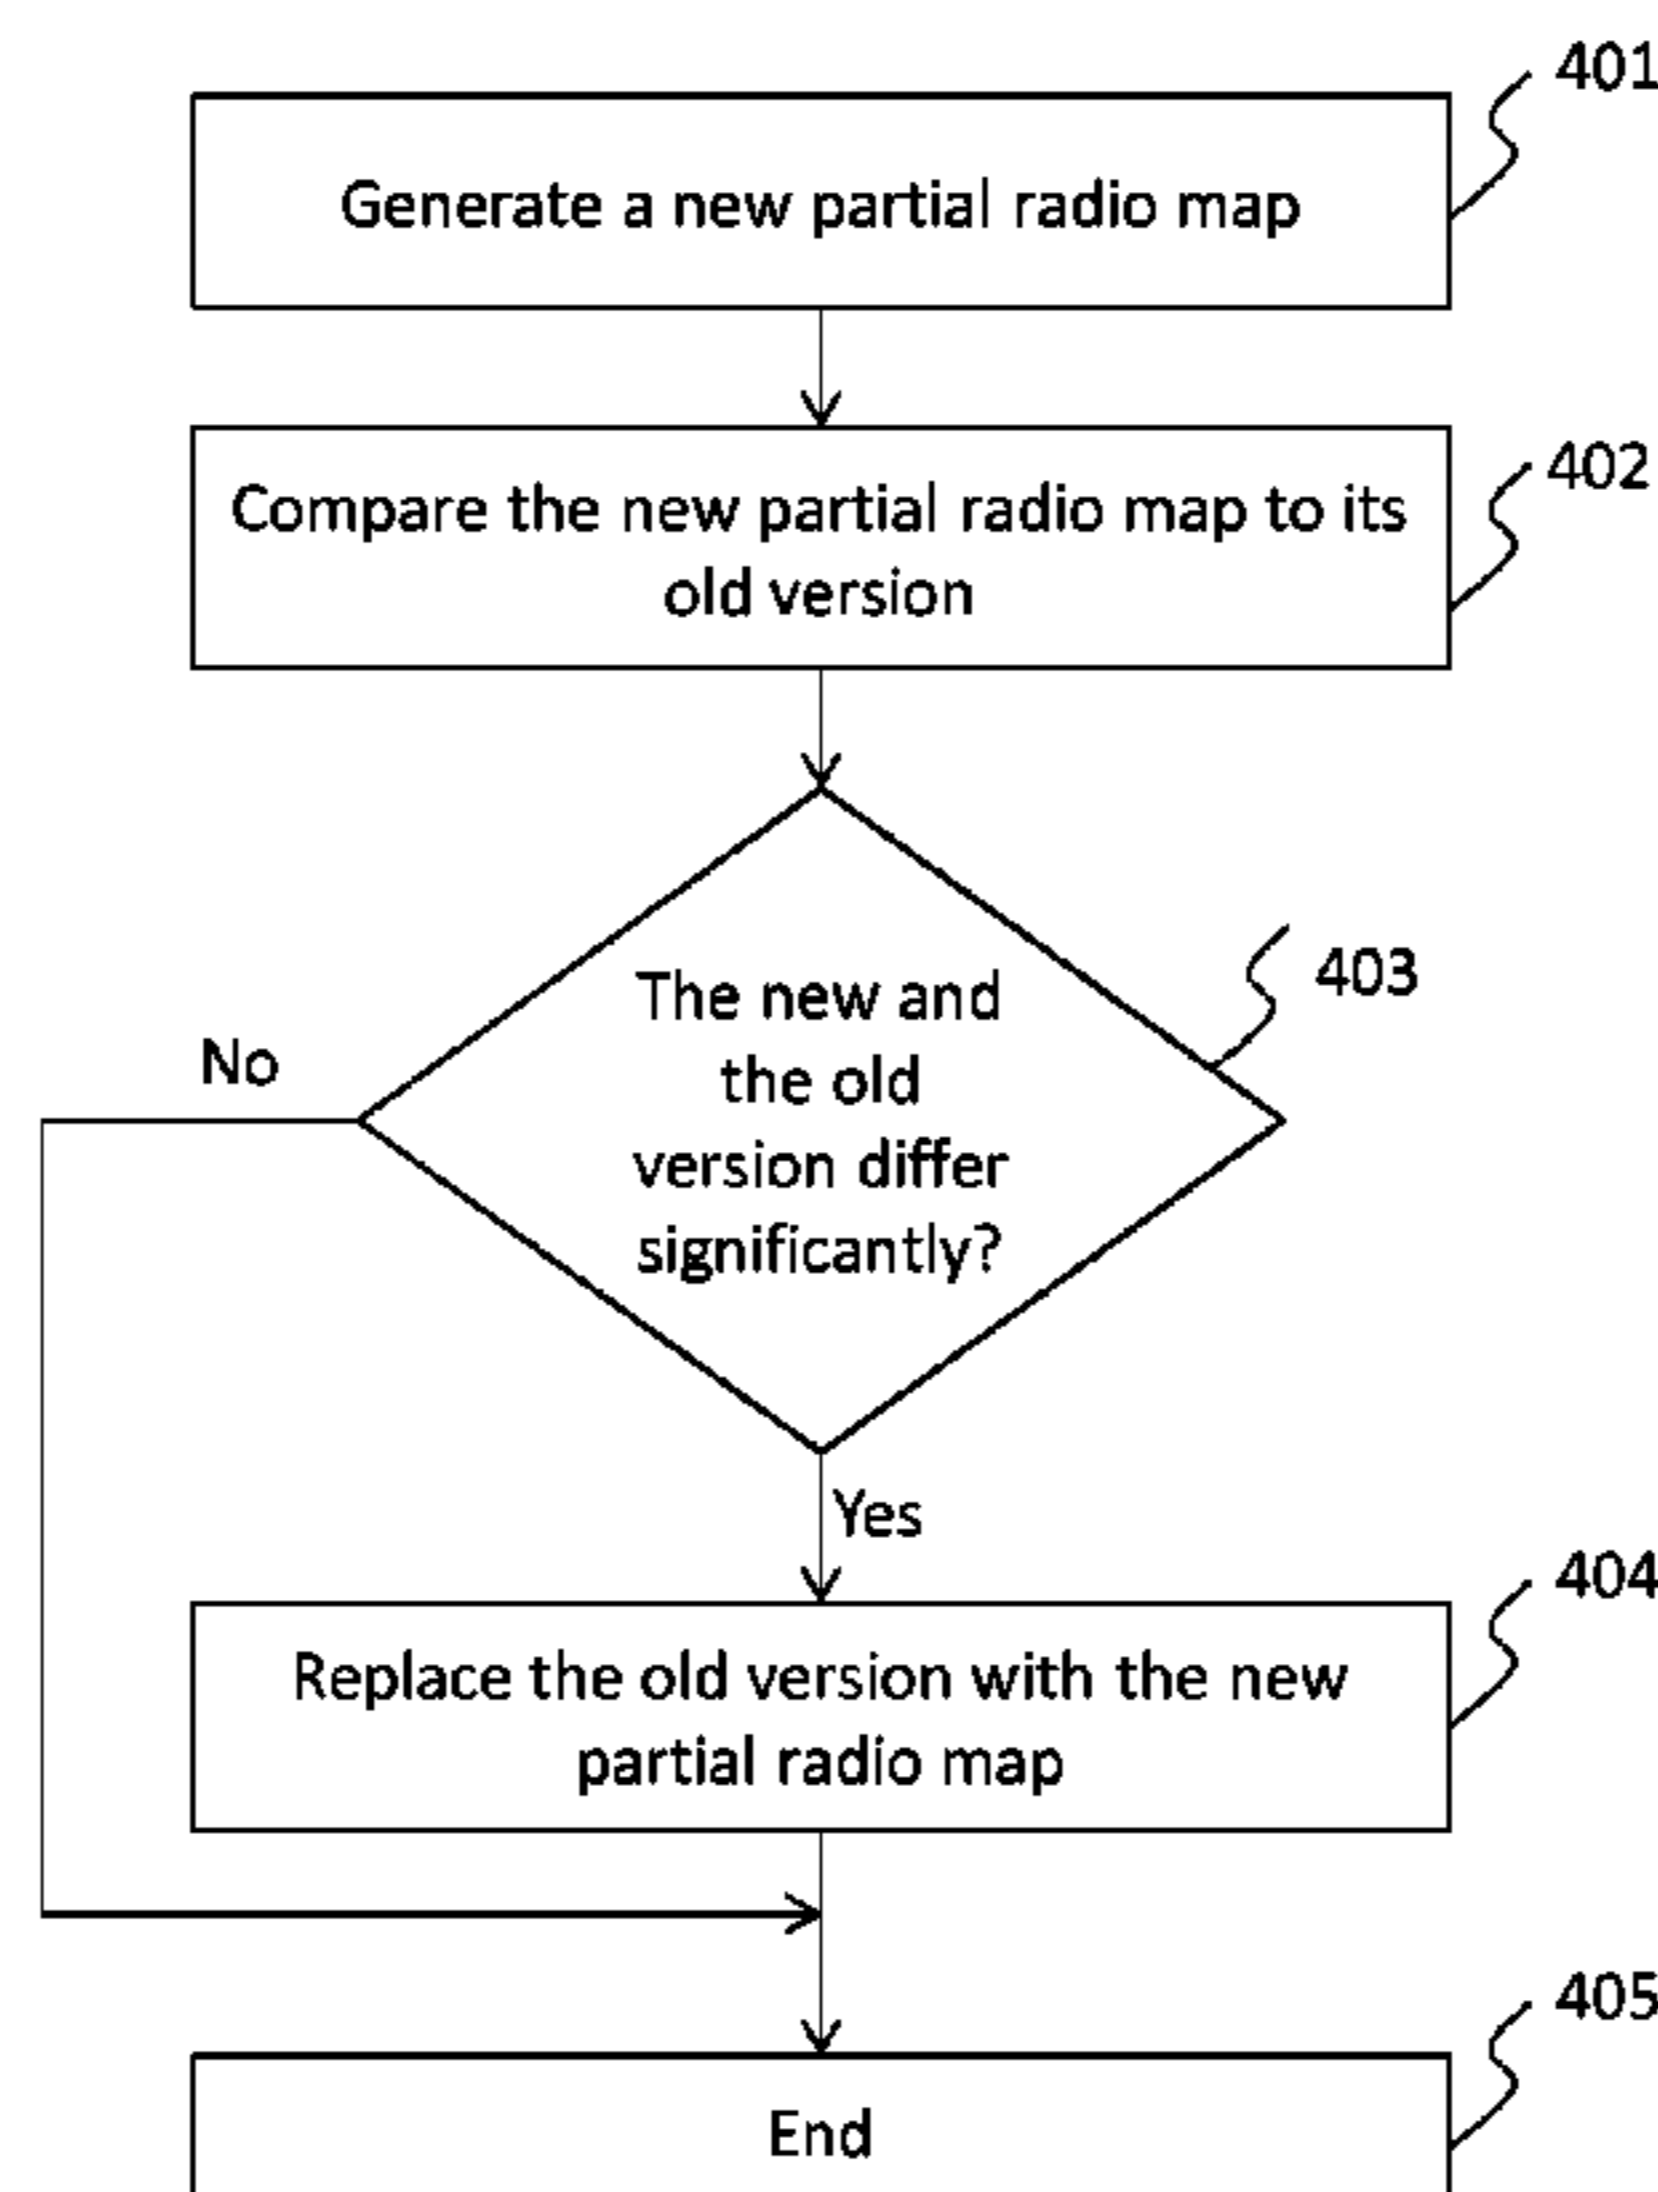 401
Generate a new partial radio map
402
Compare the new partial radio map to its
old version
403
The new and
the old
version differ
significantly?
No
Yes
404
Replace the old version with the new
partial radio map
405
End